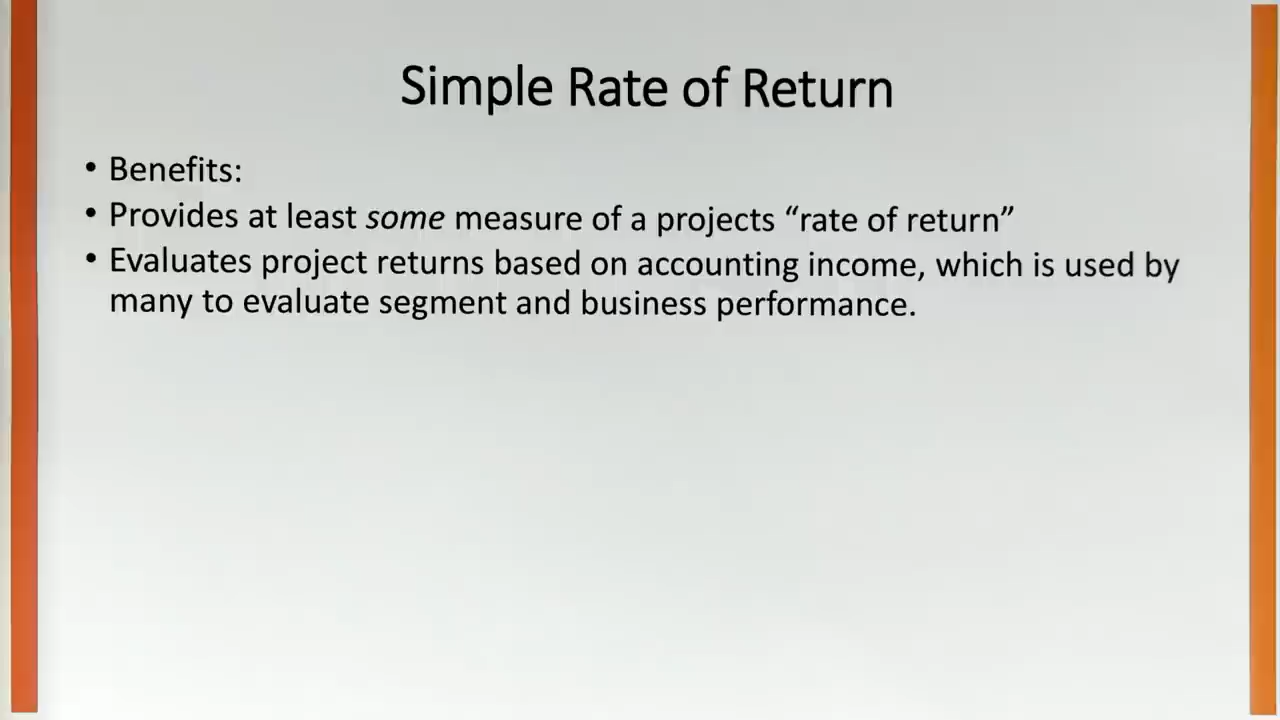 Simple Rate of Return
• Benefits:
• Provides at least some measure of a projects “rate of return”
• Evaluates project returns based on accounting income, which is used by
many to evaluate segment and business performance.